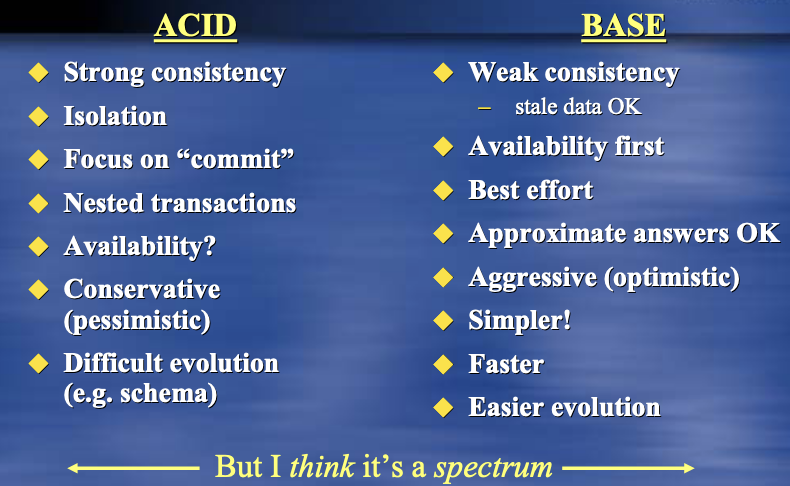 ACID
Strong consistency
Isolation
Focus on “commit”
Nested transactions
Availability?
Conservative
(pessimistic)
Difficult evolution
(e.g. schema)
BASE
Weak consistency
– stale data OK
Availability first
Best effort
Approximate answers OK
Aggressive (optimistic)
Simpler!
Faster
Easier evolution
But I think it’s a spectrum